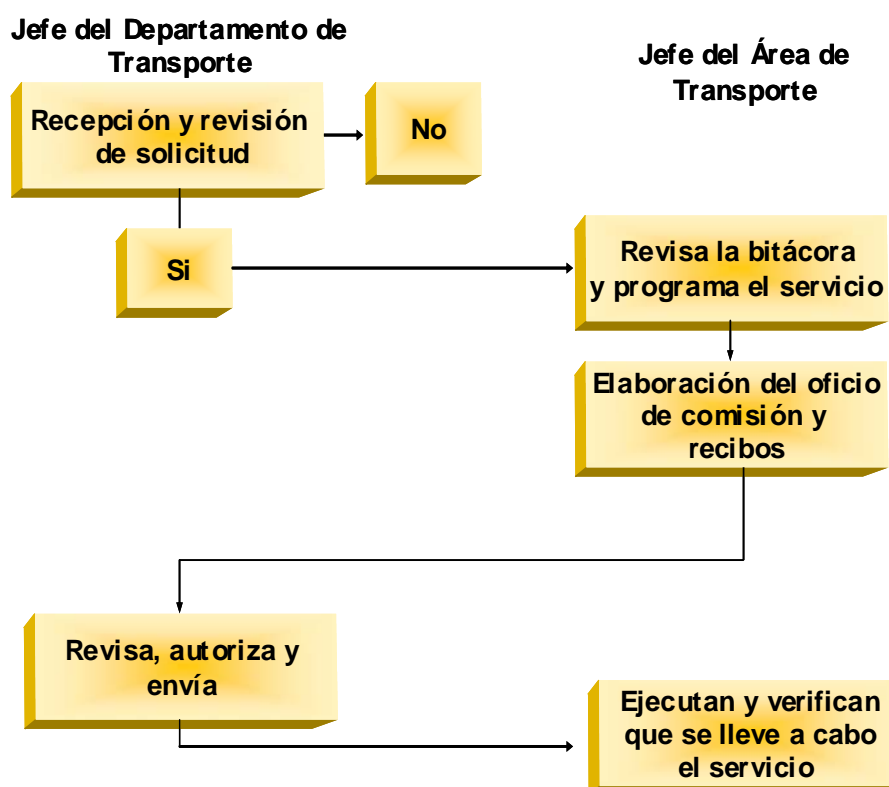 Jefe del Departamento de
Transporte
Jefe del Área de
Transporte
Recepción y revisión
de solicitud
No
Si
Revisa la bitácora
y programa el servicio
Elaboración del oficio
de comisión y
recibos
Revisa, autoriza y
envía
Ejecutan y verifican
que se lleve a cabo
el servicio